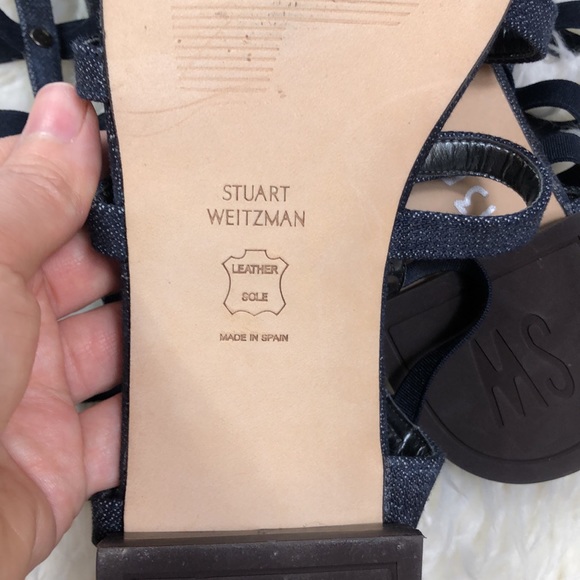 STUART
WEITZMAN
LEATHER
SOLE
MADE IN SPAIN
SW